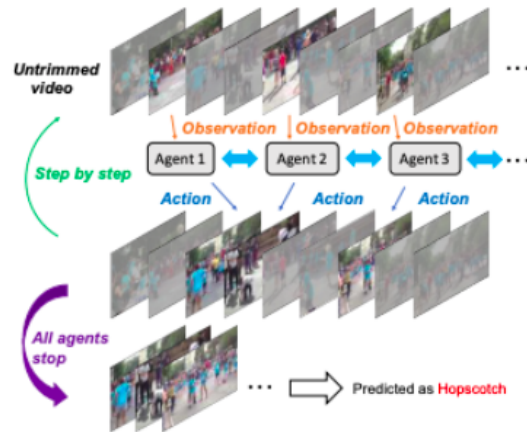 Untrimmed
video
Observation Observation Observation
Agent 1 Agent 2 Agent 3 ...
Step by step
Action Action Action
All agents
stop
... Predicted as Hopscotch